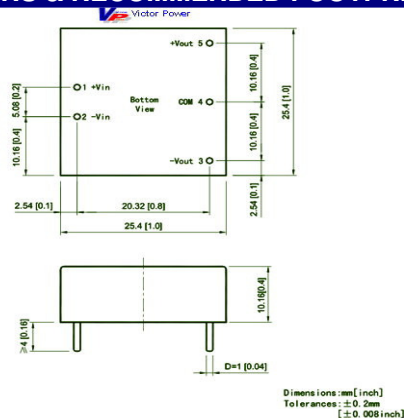 Victor Power
+Vout 5
1 +Vin
Bottom
View
COM 4
2 -Vin
-Vout 3
5.08 [0.2]
10.16 [0.4]
10.16 [0.4]
10.16 [0.4]
25.4 [1.0]
2.54 [0.1]
2.54 [0.1]
20.32 [0.8]
25.4 [1.0]
10.16[0.4]
≥4 [0.16]
D=1 [0.04]
Dimensions:mm[inch]
Tolerances:±0.2mm
[±0.008inch]